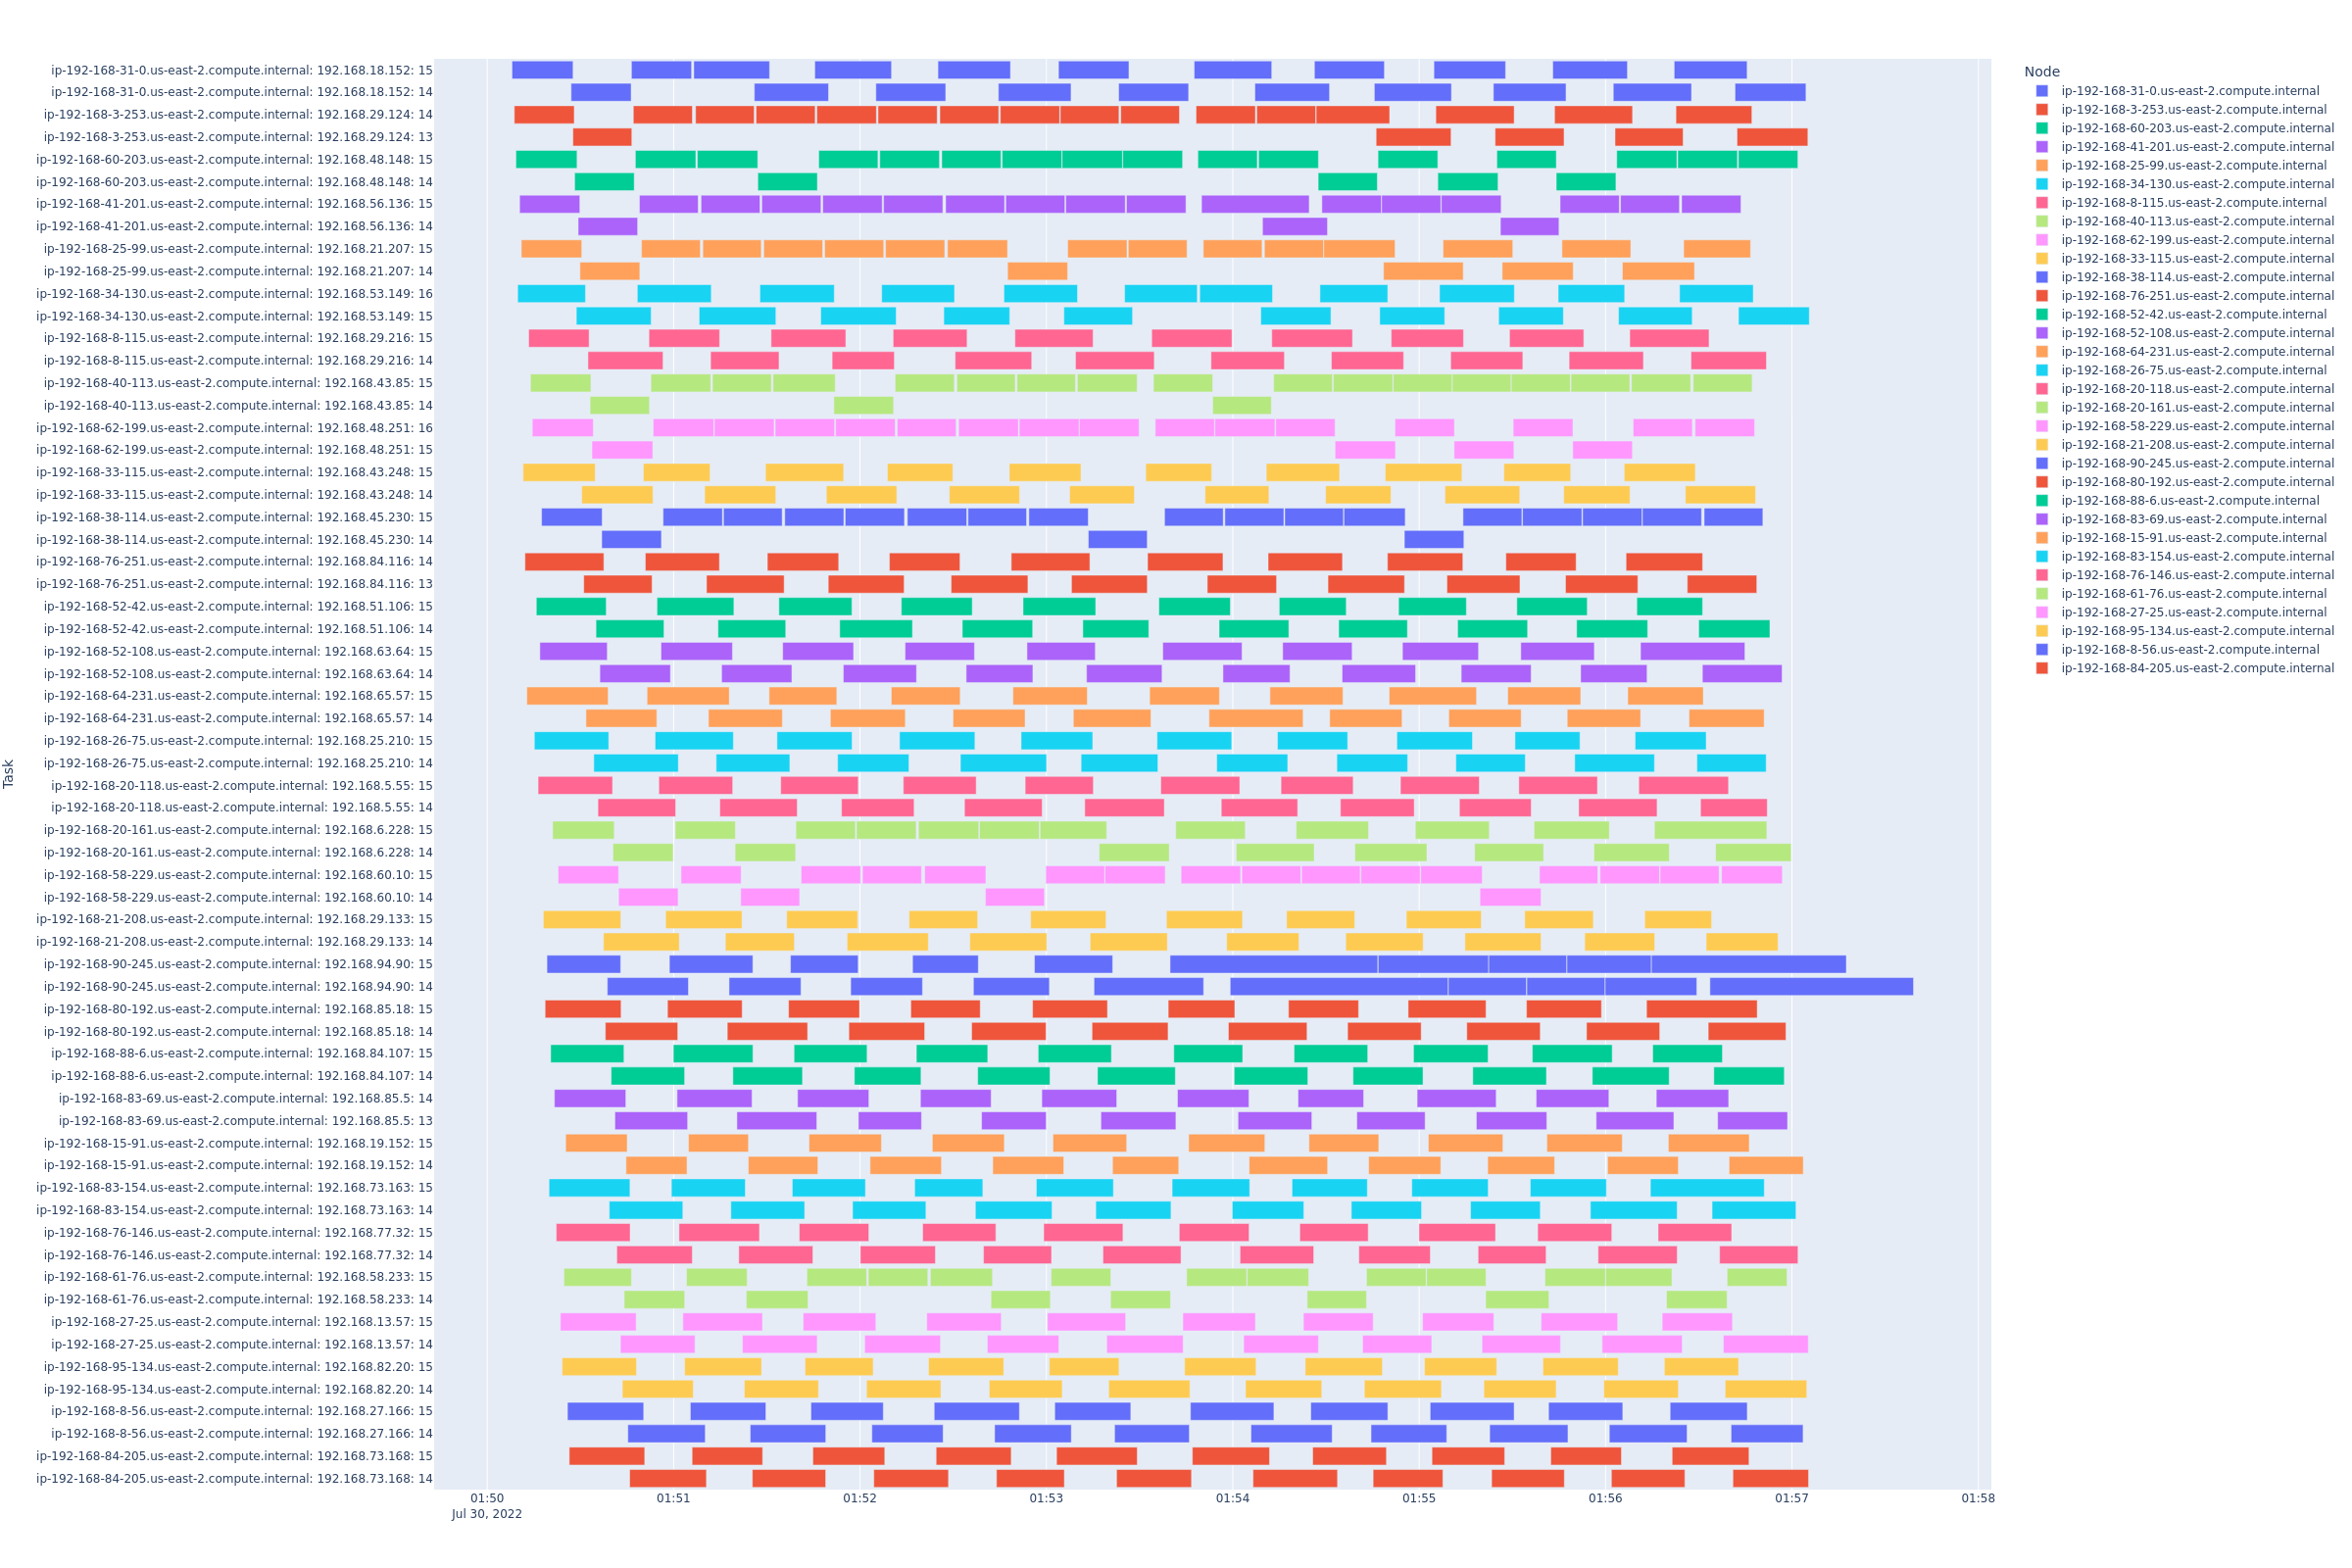 Task
ip-192-168-31-0.us-east-2.compute.internal: 192.168.18.152: 15
ip-192-168-31-0.us-east-2.compute.internal: 192.168.18.152: 14
ip-192-168-3-253.us-east-2.compute.internal: 192.168.29.124: 14
ip-192-168-3-253.us-east-2.compute.internal: 192.168.29.124: 13
ip-192-168-60-203.us-east-2.compute.internal: 192.168.48.148: 15
ip-192-168-60-203.us-east-2.compute.internal: 192.168.48.148: 14
ip-192-168-41-201.us-east-2.compute.internal: 192.168.56.136: 15
ip-192-168-41-201.us-east-2.compute.internal: 192.168.56.136: 14
ip-192-168-25-99.us-east-2.compute.internal: 192.168.21.207: 15
ip-192-168-25-99.us-east-2.compute.internal: 192.168.21.207: 14
ip-192-168-34-130.us-east-2.compute.internal: 192.168.53.149: 16
ip-192-168-34-130.us-east-2.compute.internal: 192.168.53.149: 15
ip-192-168-8-115.us-east-2.compute.internal: 192.168.29.216: 15
ip-192-168-8-115.us-east-2.compute.internal: 192.168.29.216: 14
ip-192-168-40-113.us-east-2.compute.internal: 192.168.43.85: 15
ip-192-168-40-113.us-east-2.compute.internal: 192.168.43.85: 14
ip-192-168-62-199.us-east-2.compute.internal: 192.168.48.251: 16
ip-192-168-62-199.us-east-2.compute.internal: 192.168.48.251: 15
ip-192-168-33-115.us-east-2.compute.internal: 192.168.43.248: 15
ip-192-168-33-115.us-east-2.compute.internal: 192.168.43.248: 14
ip-192-168-38-114.us-east-2.compute.internal: 192.168.45.230: 15
ip-192-168-38-114.us-east-2.compute.internal: 192.168.45.230: 14
ip-192-168-76-251.us-east-2.compute.internal: 192.168.84.116: 15
ip-192-168-76-251.us-east-2.compute.internal: 192.168.84.116: 13
ip-192-168-52-42.us-east-2.compute.internal: 192.168.51.106: 15
ip-192-168-52-42.us-east-2.compute.internal: 192.168.51.106: 14
ip-192-168-52-108.us-east-2.compute.internal: 192.168.63.64: 15
ip-192-168-52-108.us-east-2.compute.internal: 192.168.63.64: 14
ip-192-168-64-231.us-east-2.compute.internal: 192.168.65.57: 15
ip-192-168-64-231.us-east-2.compute.internal: 192.168.65.57: 14
ip-192-168-26-75.us-east-2.compute.internal: 192.168.25.210: 15
ip-192-168-26-75.us-east-2.compute.internal: 192.168.25.210: 14
ip-192-168-20-118.us-east-2.compute.internal: 192.168.5.55: 15
ip-192-168-20-118.us-east-2.compute.internal: 192.168.5.55: 14
ip-192-168-20-161.us-east-2.compute.internal: 192.168.6.228: 15
ip-192-168-20-161.us-east-2.compute.internal: 192.168.6.228: 14
ip-192-168-58-229.us-east-2.compute.internal: 192.168.60.10: 15
ip-192-168-58-229.us-east-2.compute.internal: 192.168.60.10: 14
ip-192-168-21-208.us-east-2.compute.internal: 192.168.29.133: 15
ip-192-168-21-208.us-east-2.compute.internal: 192.168.29.133: 14
ip-192-168-90-245.us-east-2.compute.internal: 192.168.94.90: 15
ip-192-168-90-245.us-east-2.compute.internal: 192.168.94.90: 14
ip-192-168-80-192.us-east-2.compute.internal: 192.168.85.18: 15
ip-192-168-80-192.us-east-2.compute.internal: 192.168.85.18: 14
ip-192-168-88-6.us-east-2.compute.internal: 192.168.84.107: 15
ip-192-168-88-6.us-east-2.compute.internal: 192.168.84.107: 14
ip-192-168-83-69.us-east-2.compute.internal: 192.168.85.5: 14
ip-192-168-83-69.us-east-2.compute.internal: 192.168.85.5: 13
ip-192-168-15-91.us-east-2.compute.internal: 192.168.19.152: 15
ip-192-168-15-91.us-east-2.compute.internal: 192.168.19.152: 14
ip-192-168-83-154.us-east-2.compute.internal: 192.168.73.163: 15
ip-192-168-83-154.us-east-2.compute.internal: 192.168.73.163: 14
ip-192-168-76-146.us-east-2.compute.internal: 192.168.77.32: 15
ip-192-168-76-146.us-east-2.compute.internal: 192.168.77.32: 14
ip-192-168-61-76.us-east-2.compute.internal: 192.168.58.233: 15
ip-192-168-61-76.us-east-2.compute.internal: 192.168.58.233: 14
ip-192-168-27-25.us-east-2.compute.internal: 192.168.13.57: 15
ip-192-168-27-25.us-east-2.compute.internal: 192.168.13.57: 14
ip-192-168-95-134.us-east-2.compute.internal: 192.168.82.20: 15
ip-192-168-95-134.us-east-2.compute.internal: 192.168.82.20: 14
ip-192-168-8-56.us-east-2.compute.internal: 192.168.27.166: 15
ip-192-168-8-56.us-east-2.compute.internal: 192.168.27.166: 14
ip-192-168-84-205.us-east-2.compute.internal: 192.168.73.168: 15
ip-192-168-84-205.us-east-2.compute.internal: 192.168.73.168: 14
01:50 01:51 01:52 01:53 01:54 01:55 01:56 01:57 01:58
Jul 30, 2022
Node
ip-192-168-31-0.us-east-2.compute.internal
ip-192-168-3-253.us-east-2.compute.internal
ip-192-168-60-203.us-east-2.compute.internal
ip-192-168-41-201.us-east-2.compute.internal
ip-192-168-25-99.us-east-2.compute.internal
ip-192-168-34-130.us-east-2.compute.internal
ip-192-168-8-115.us-east-2.compute.internal
ip-192-168-40-113.us-east-2.compute.internal
ip-192-168-62-199.us-east-2.compute.internal
ip-192-168-33-115.us-east-2.compute.internal
ip-192-168-38-114.us-east-2.compute.internal
ip-192-168-76-251.us-east-2.compute.internal
ip-192-168-52-42.us-east-2.compute.internal
ip-192-168-52-108.us-east-2.compute.internal
ip-192-168-64-231.us-east-2.compute.internal
ip-192-168-26-75.us-east-2.compute.internal
ip-192-168-20-118.us-east-2.compute.internal
ip-192-168-20-161.us-east-2.compute.internal
ip-192-168-58-229.us-east-2.compute.internal
ip-192-168-21-208.us-east-2.compute.internal
ip-192-168-90-245.us-east-2.compute.internal
ip-192-168-80-192.us-east-2.compute.internal
ip-192-168-88-6.us-east-2.compute.internal
ip-192-168-83-69.us-east-2.compute.internal
ip-192-168-15-91.us-east-2.compute.internal
ip-192-168-83-154.us-east-2.compute.internal
ip-192-168-76-146.us-east-2.compute.internal
ip-192-168-61-76.us-east-2.compute.internal
ip-192-168-27-25.us-east-2.compute.internal
ip-192-168-95-134.us-east-2.compute.internal
ip-192-168-8-56.us-east-2.compute.internal
ip-192-168-84-205.us-east-2.compute.internal